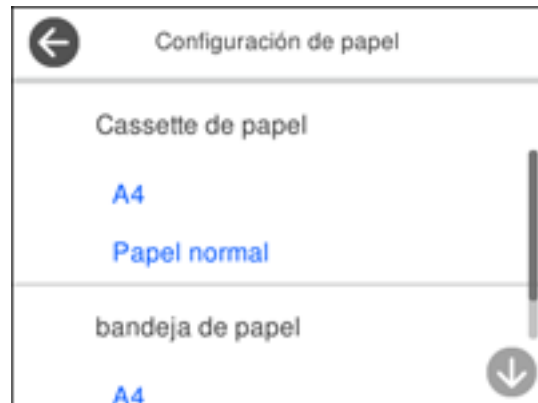 Configuración de papel
Cassette de papel
A4
Papel normal
bandeja de papel
A4